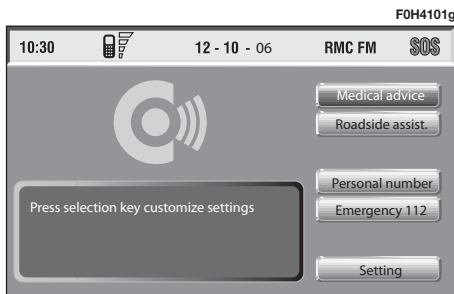 F0H4101g
10:30 12 - 10 - 06 RMC FM SOS
Medical advice
Roadside assist.
Personal number
Press selection key customize settings
Emergency 112
Setting